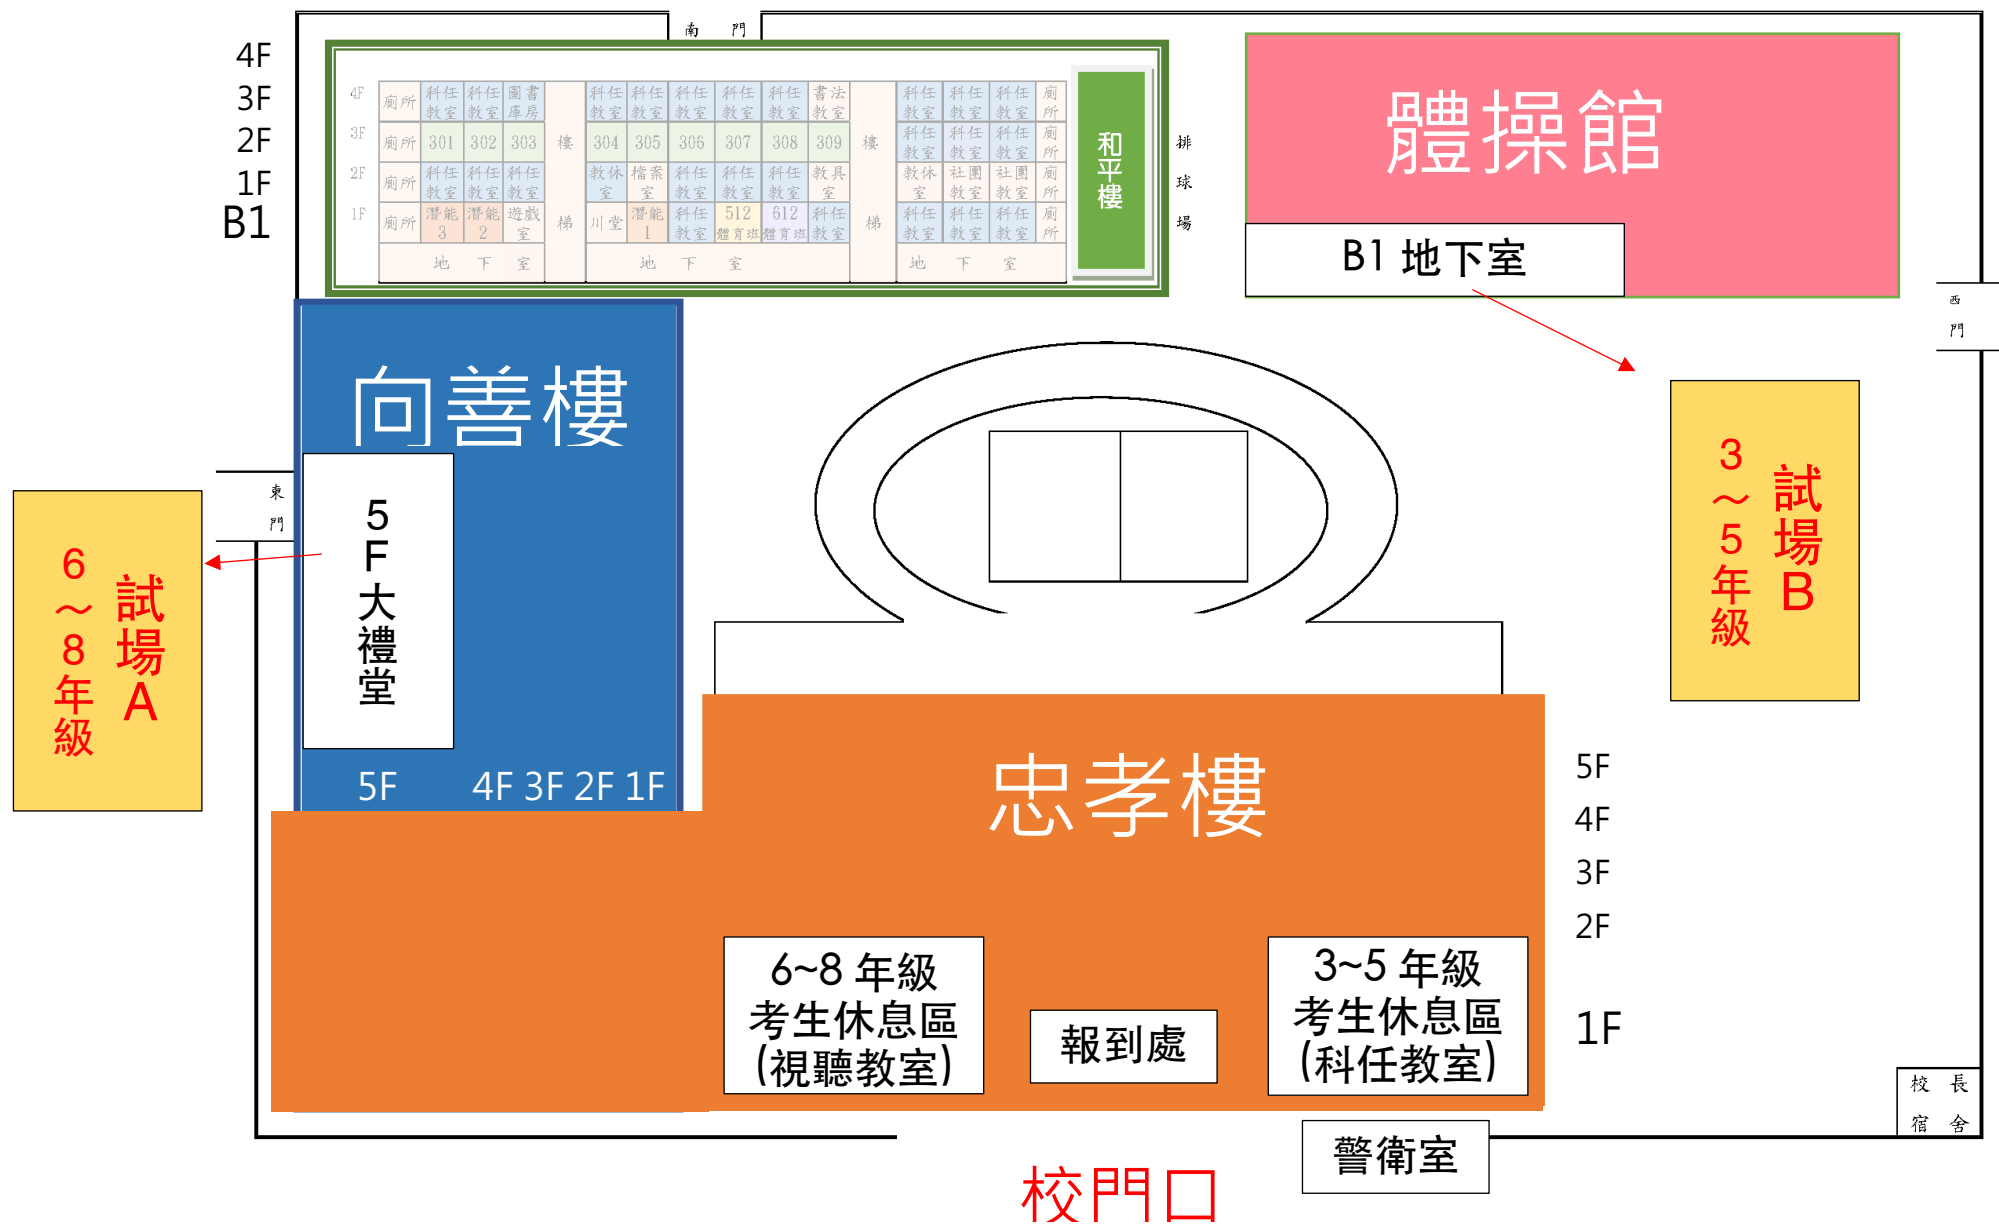 南 門
4F
3F
2F
1F
B1
4F 廁所 科任教室 科任教室 圖書庫房 科任教室 科任教室 科任教室 科任教室 科任教室 書法教室 科任教室 科任教室 科任教室 廁所
3F 廁所 301 302 303 樓 304 305 306 307 308 309 樓 科任教室 科任教室 科任教室 廁所
2F 廁所 科任教室 科任教室 科任教室 教休室 檔案室 科任教室 科任教室 科任教室 教具室 教休室 社團教室 社團教室 廁所
1F 廁所 潛能3 潛能2 遊戲室 梯 川堂 潛能1 科任教室 512體育班 612體育班 科任教室 梯 科任教室 科任教室 科任教室 廁所
地 下 室 地 下 室 地 下 室
和平樓
排球場
體操館
B1 地下室
西門
向善樓
東門
5F大禮堂
5F 4F 3F 2F 1F
試場A
6～8年級
試場B
3～5年級
忠孝樓
5F
4F
3F
2F
1F
6~8 年級
考生休息區
(視聽教室)
報到處
3~5 年級
考生休息區
(科任教室)
校長
宿舍
警衛室
校門口